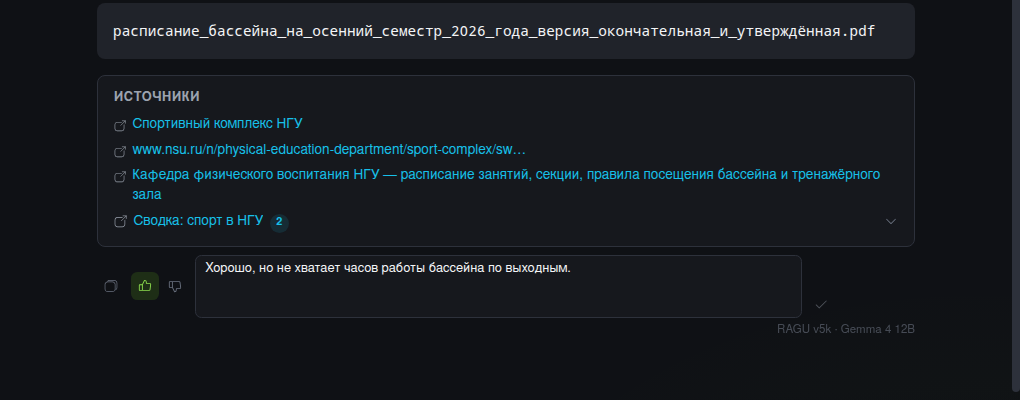 расписание_бассейна_на_осенний_семестр_2026_года_версия_окончательная_и_утверждённая.pdf
ИСТОЧНИКИ
Спортивный комплекс НГУ
www.nsu.ru/n/physical-education-department/sport-complex/sw…
Кафедра физического воспитания НГУ — расписание занятий, секции, правила посещения бассейна и тренажёрного
зала
Сводка: спорт в НГУ 2
Хорошо, но не хватает часов работы бассейна по выходным.
RAGU v5k · Gemma 4 12B